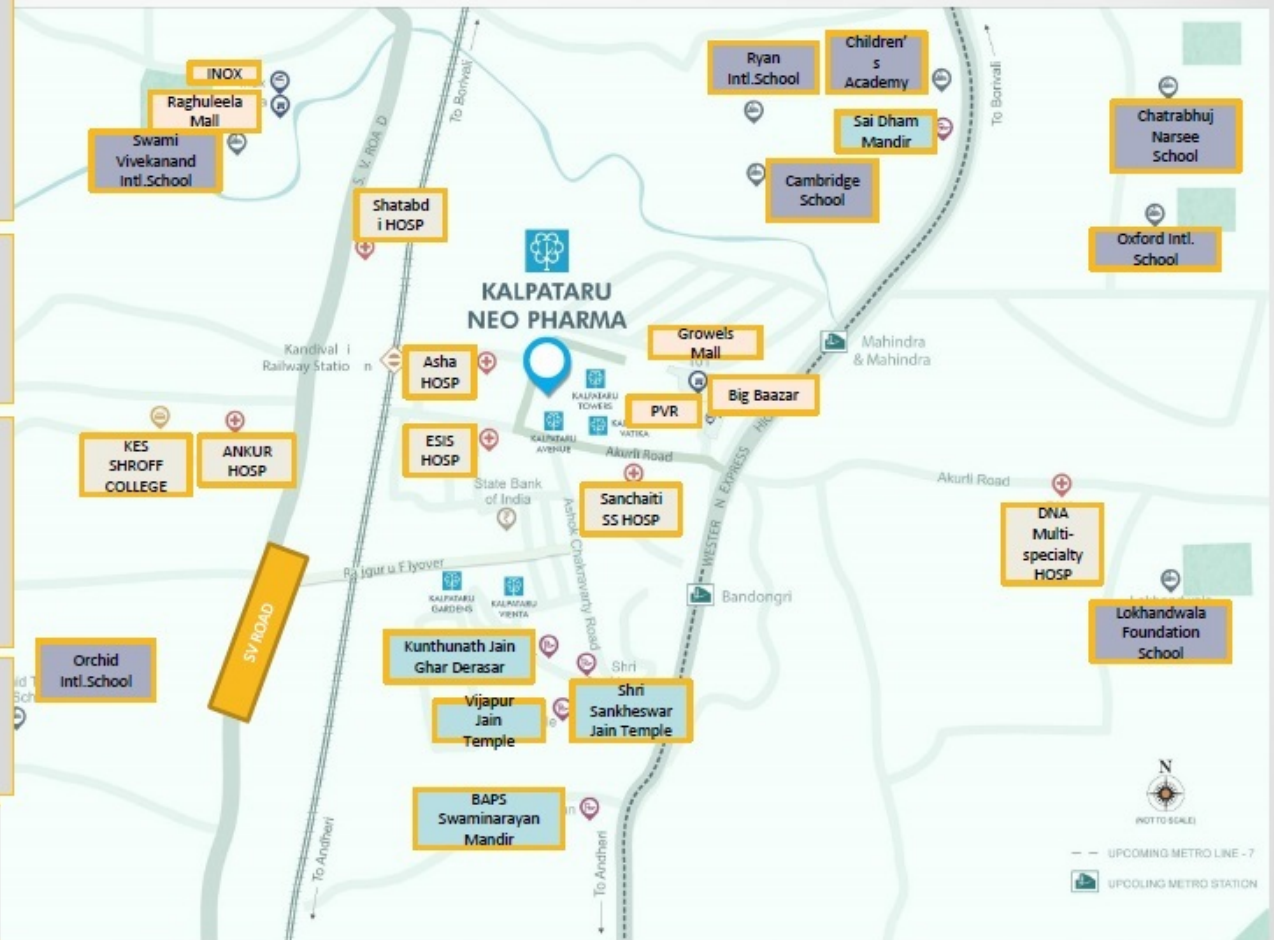 INOX
Raghuleela
Mall
Swami
Vivekanand
Intl.School
S. V. ROA D
To Borivali
Ryan
Intl.School
Children'
s
Academy
Sai Dham
Mandir
Cambridge
School
To Borivali
Chatrabhuj
Narsee
School
Oxford Intl.
School
Shatabd
i HOSP
KALPATARU
NEO PHARMA
Kandival i
Railway Statio n
Asha
HOSP
KALPATARU
TOWERS
Growels
Mall
Big Baazar
PVR
Mahindra
& Mahindra
KES
SHROFF
COLLEGE
ANKUR
HOSP
ESIS
HOSP
KALPATARU
AVENUE
VATIKA
Akurli Road
State Bank
of India
Sanchaiti
SS HOSP
WESTER N EXPRESS
Akurli Road
DNA
Multi-
specialty
HOSP
Ashok Chakravarty Road
Ra jgur u F lyover
KALPATARU
GARDENS
KALPATARU
VIENTA
Bandongri
Lokhandwala
Foundation
School
SV ROAD
Orchid
Intl.School
Kunthunath Jain
Ghar Derasar
Shri
Vijapur
Jain
Temple
Shri
Sankheswar
Jain Temple
BAPS
Swaminarayan
Mandir
To Andheri
To Andheri
N
(NOT TO SCALE)
UPCOMING METRO LINE - 7
UPCOLING METRO STATION